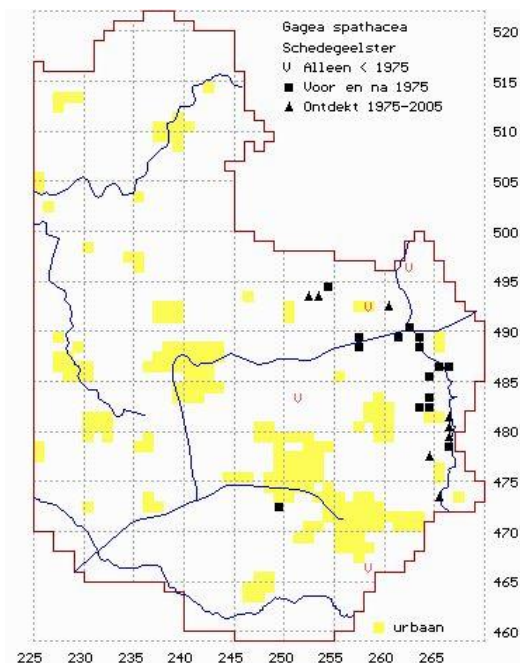 Gagea spathacea
Schedegeelster
V Alleen < 1975
■ Voor en na 1975
▲ Ontdekt 1975-2005
520
515
510
505
500
495
490
485
480
475
470
465
460
urbaan
225 230 235 240 245 250 255 260 265